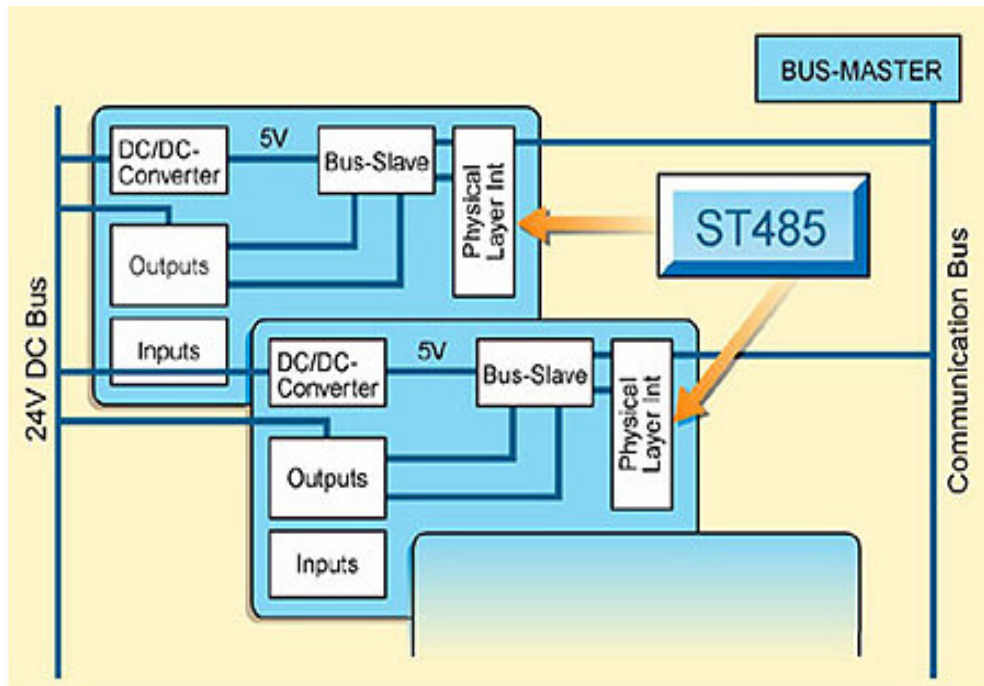 BUS-MASTER
DC/DC-
Converter
5V
Bus-Slave
Physical
Layer Int
ST485
Outputs
Inputs
DC/DC-
Converter
5V
Bus-Slave
Physical
Layer Int
Outputs
Inputs
24V DC Bus
Communication Bus